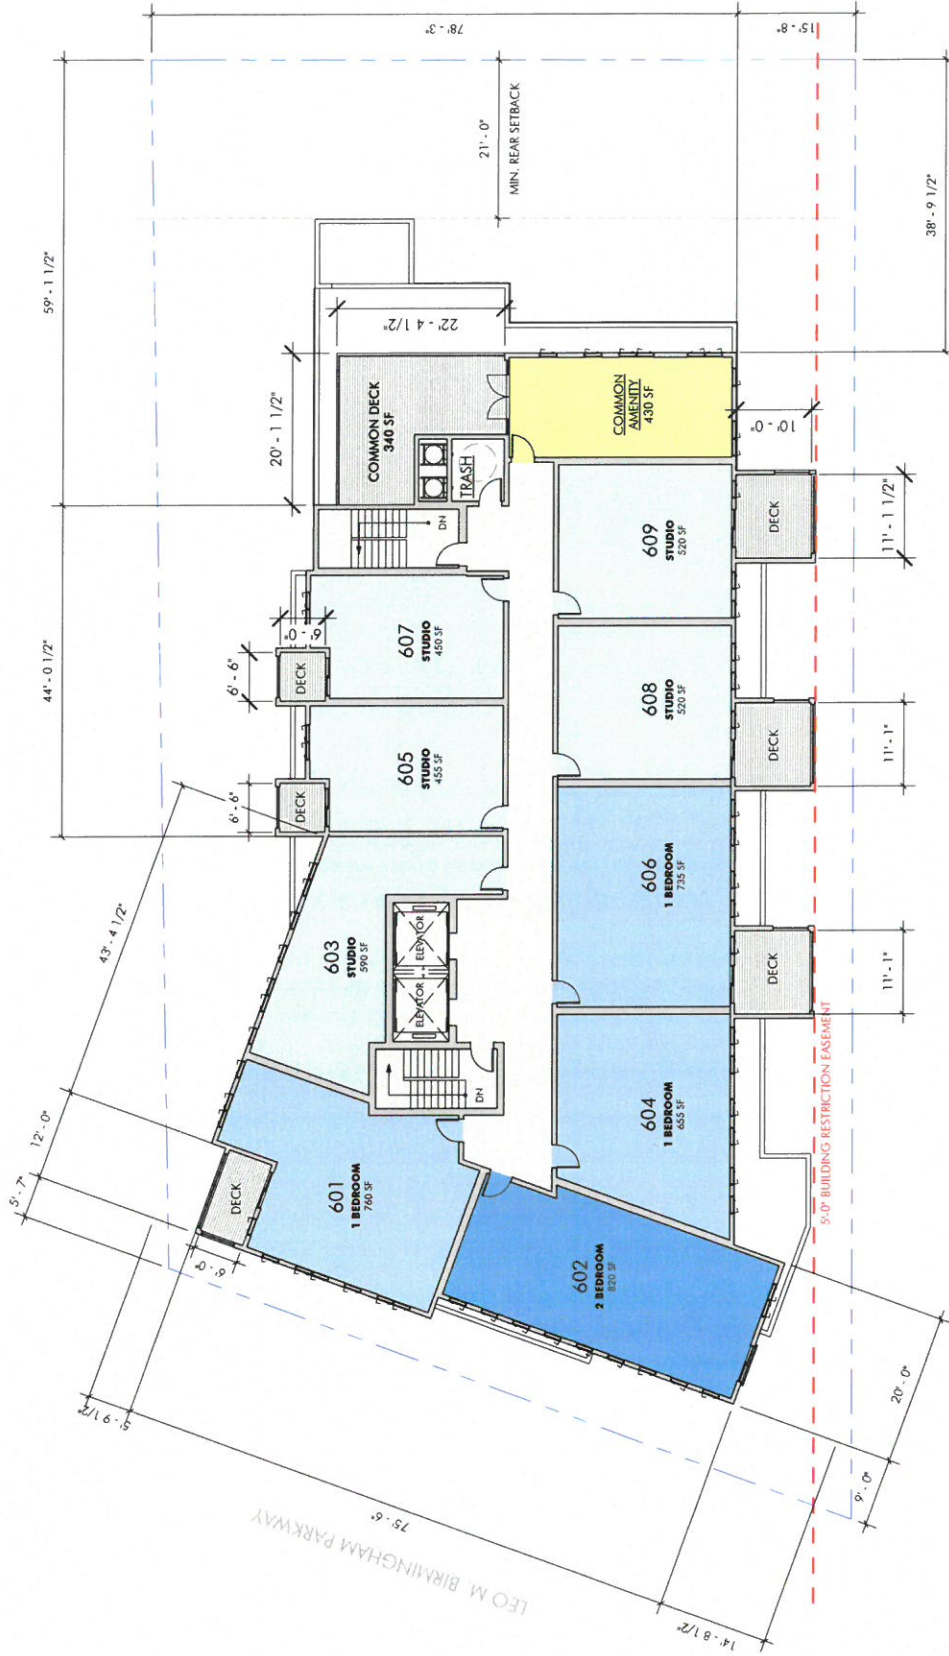 78' - 3"
15' - 8"
59' - 1 1/2"
21' - 0"
MIN. REAR SETBACK
38' - 9 1/2"
20' - 1 1/2"
22' - 4 1/2"
COMMON DECK
340 SF
TRASH
COMMON
AMENITY
430 SF
10' - 0"
DN
44' - 0 1/2"
6' - 0"
6' - 6"
DECK
607
STUDIO
450 SF
609
STUDIO
520 SF
DECK
11' - 1 1/2"
6' - 6"
DECK
605
STUDIO
455 SF
608
STUDIO
520 SF
DECK
11' - 1"
43' - 4 1/2"
603
STUDIO
590 SF
ELEVATOR
ELEVATOR
606
1 BEDROOM
735 SF
DECK
11' - 1"
DN
12' - 0"
5' - 7"
DECK
6' - 0"
601
1 BEDROOM
760 SF
604
1 BEDROOM
655 SF
5'-0" BUILDING RESTRICTION EASEMENT
602
2 BEDROOM
820 SF
5' - 9 1/2"
75' - 6"
14' - 8 1/2"
20' - 0"
9' - 0"
LEO M. BIRMINGHAM PARKWAY